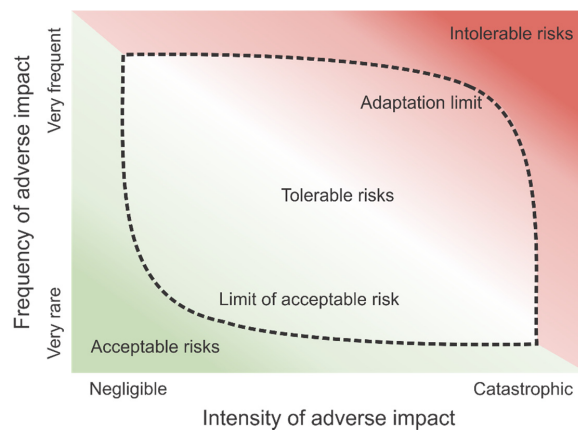 Intolerable risks
Adaptation limit
Tolerable risks
Limit of acceptable risk
Acceptable risks
Frequency of adverse impact
Very frequent
Very rare
Negligible
Catastrophic
Intensity of adverse impact